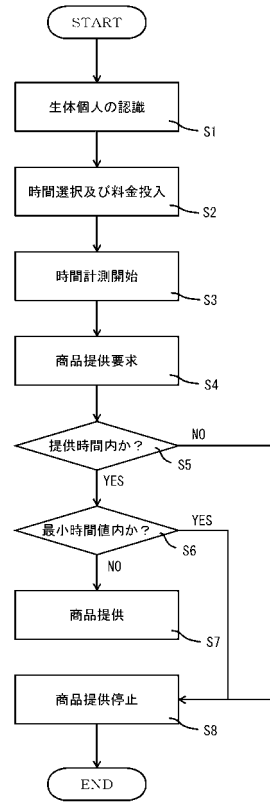 START
生体個人の認識
S1
時間選択及び料金投入
S2
時間計測開始
S3
商品提供要求
S4
提供時間内か?
NO
S5
YES
最小時間値内か?
YES
S6
NO
商品提供
S7
商品提供停止
S8
END